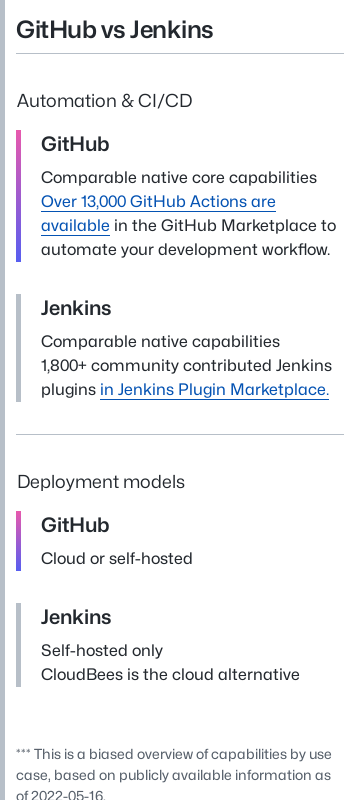 GitHub vs Jenkins
Automation & CI/CD
GitHub
Comparable native core capabilities
Over 13,000 GitHub Actions are
available in the GitHub Marketplace to
automate your development workflow.
Jenkins
Comparable native capabilities
1,800+ community contributed Jenkins
plugins in Jenkins Plugin Marketplace.
Deployment models
GitHub
Cloud or self-hosted
Jenkins
Self-hosted only
CloudBees is the cloud alternative
*** This is a biased overview of capabilities by use
case, based on publicly available information as
of 2022-05-16.